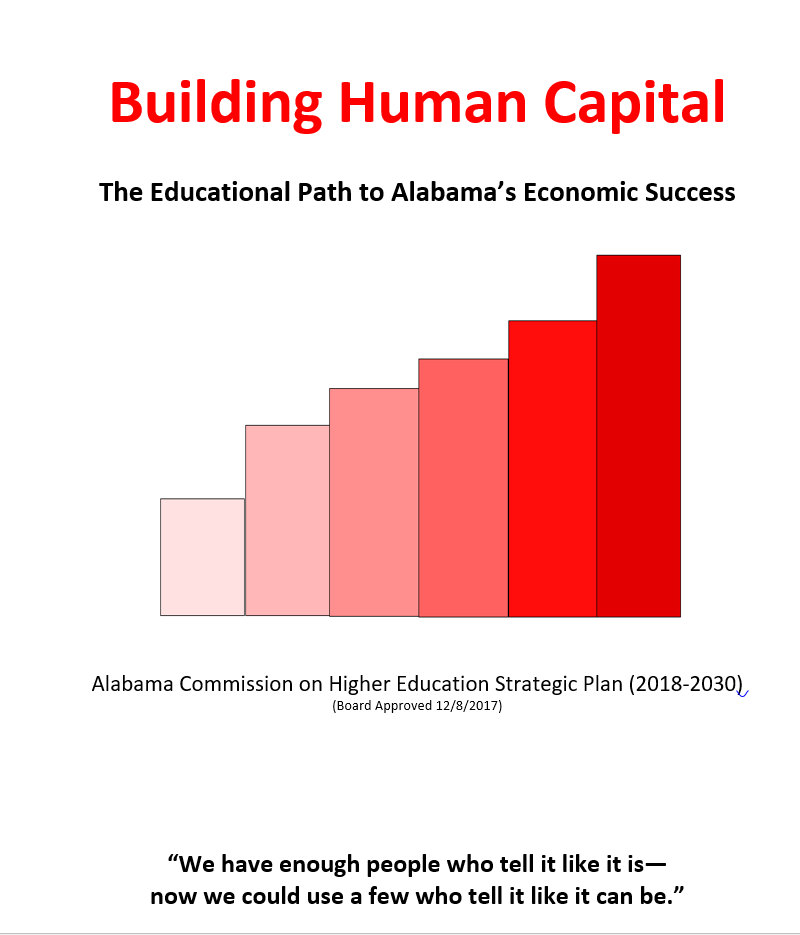 Building Human Capital
The Educational Path to Alabama’s Economic Success
Alabama Commission on Higher Education Strategic Plan (2018-2030)
(Board Approved 12/8/2017)
“We have enough people who tell it like it is—
now we could use a few who tell it like it can be.”